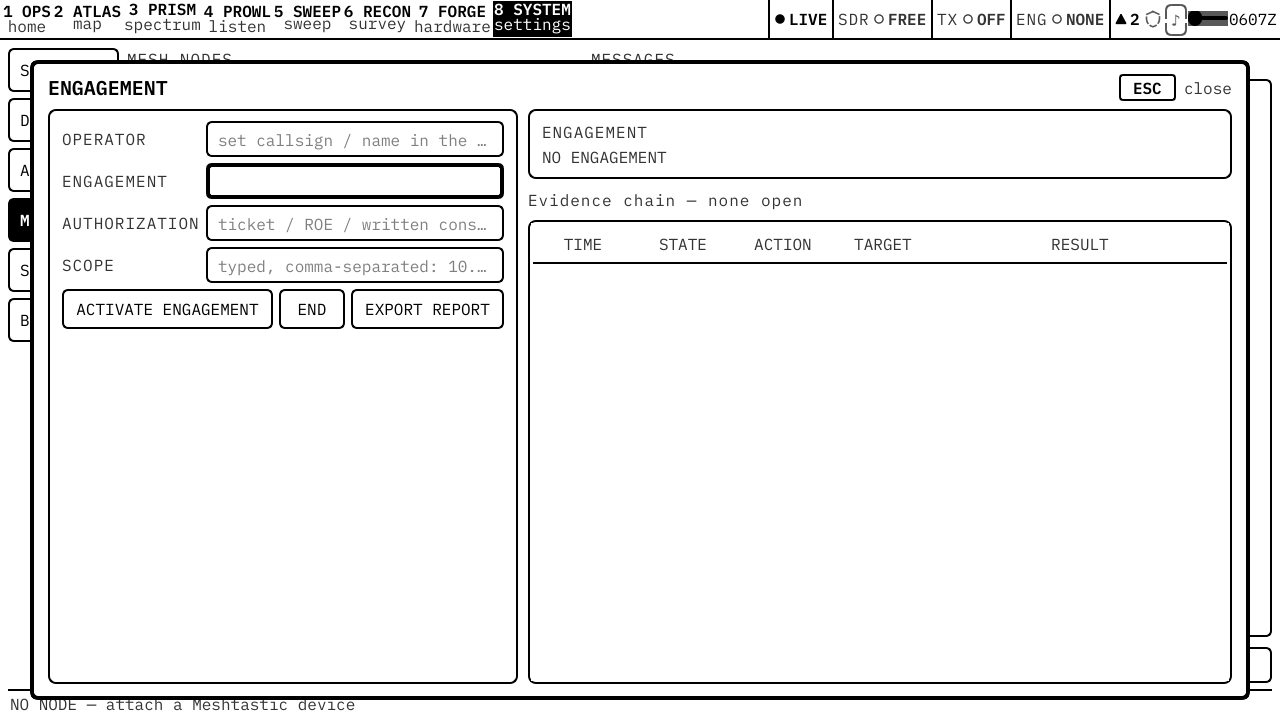 1 OPS 2 ATLAS 3 PRISM 4 PROWL 5 SWEEP 6 RECON 7 FORGE 8 SYSTEM
home map spectrum listen sweep survey hardware settings
LIVE SDR FREE TX OFF ENG NONE ▲2 ♪ 0607Z
MESH NODES MESSAGES
S
D
A
M
S
B
ENGAGEMENT
ESC close
OPERATOR set callsign / name in the …
ENGAGEMENT
AUTHORIZATION ticket / ROE / written cons…
SCOPE typed, comma-separated: 10.…
ACTIVATE ENGAGEMENT END EXPORT REPORT
ENGAGEMENT
NO ENGAGEMENT
Evidence chain — none open
TIME STATE ACTION TARGET RESULT
NO NODE — attach a Meshtastic device